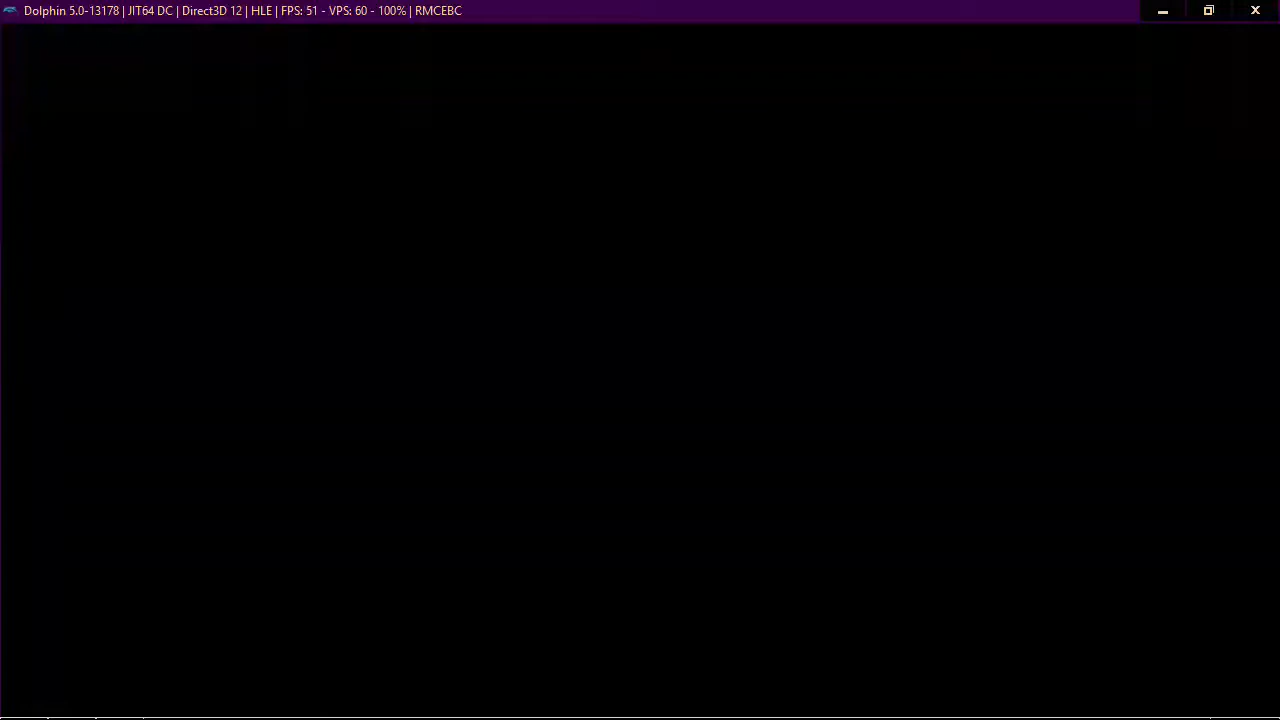 Dolphin 5.0-13178 | JIT64 DC | Direct3D 12 | HLE | FPS: 51 - VPS: 60 - 100% | RMCEBC